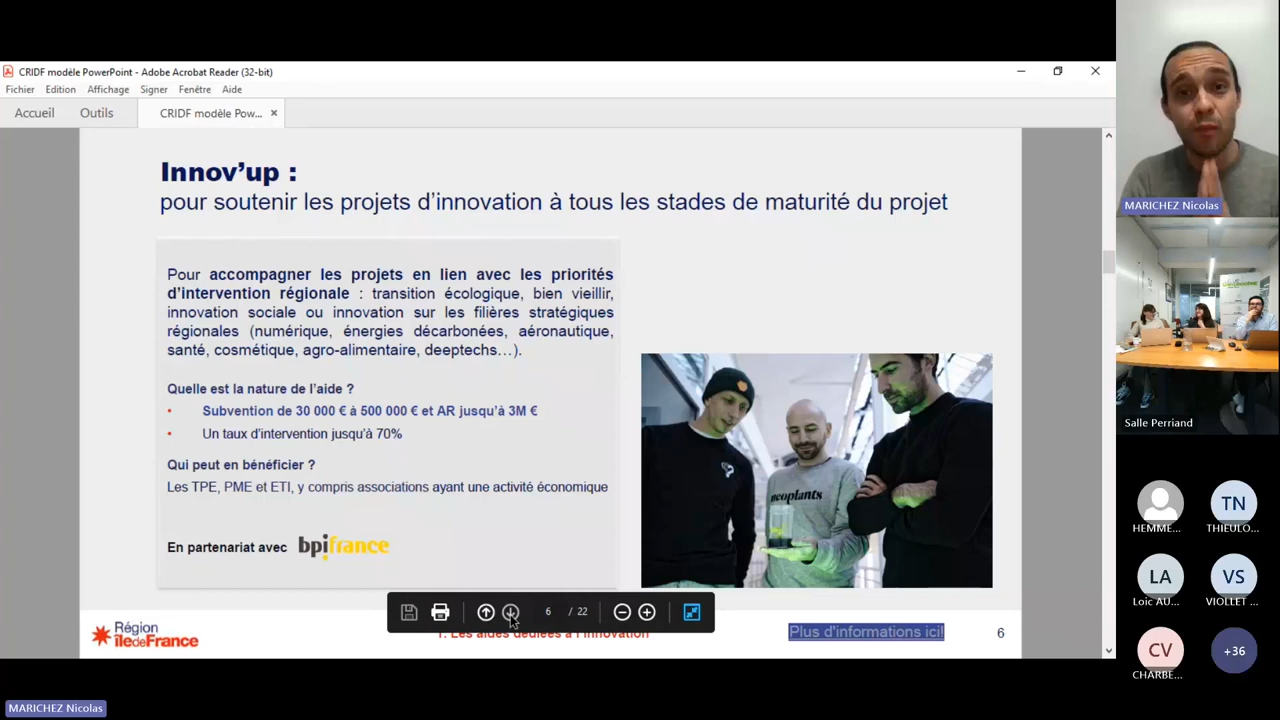 CRIDF modèle PowerPoint - Adobe Acrobat Reader (32-bit)
Fichier Edition Affichage Signer Fenêtre Aide
Accueil Outils CRIDF modèle Pow...
Innov'up :
pour soutenir les projets d'innovation à tous les stades de maturité du projet
Pour accompagner les projets en lien avec les priorités
d'intervention régionale : transition écologique, bien vieillir,
innovation sociale ou innovation sur les filières stratégiques
régionales (numérique, énergies décarbonées, aéronautique,
santé, cosmétique, agro-alimentaire, deeptechs…).
Quelle est la nature de l'aide ?
• Subvention de 30 000 € à 500 000 € et AR jusqu'à 3M €
• Un taux d'intervention jusqu'à 70%
Qui peut en bénéficier ?
Les TPE, PME et ETI, y compris associations ayant une activité économique
En partenariat avec bpifrance
neoplants
6 / 22
Région
îledeFrance
1. Les aides dédiées à l'innovation
Plus d'informations ici!
6
MARICHEZ Nicolas
Salle Perriand
HEMME...
TN
THIEULO...
LA
Loïc AU...
VS
VIOLLET ...
CV
CHARBE...
+36
MARICHEZ Nicolas